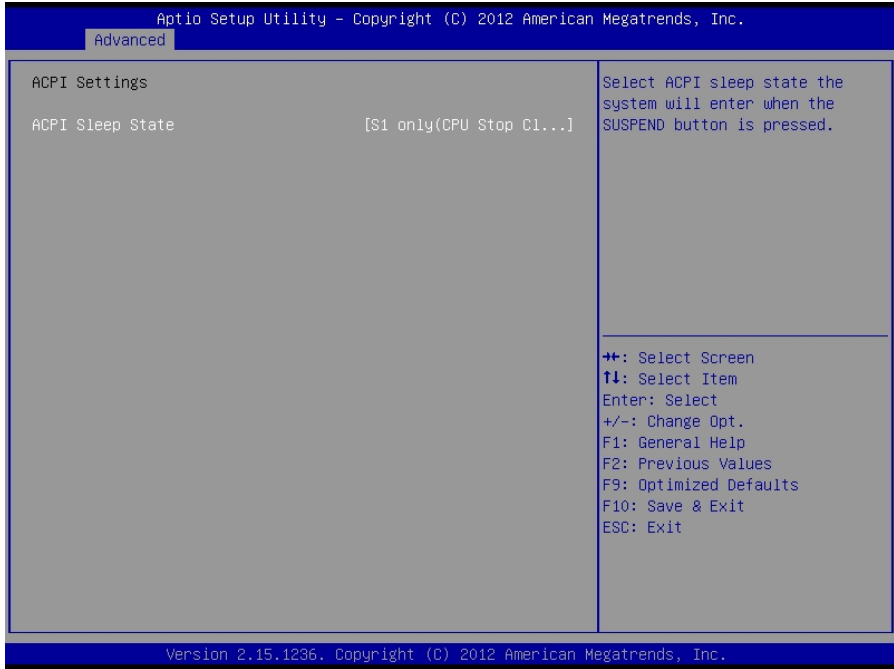 Aptio Setup Utility – Copyright (C) 2012 American Megatrends, Inc.
Advanced
ACPI Settings
ACPI Sleep State [S1 only(CPU Stop Cl...]
Select ACPI sleep state the
system will enter when the
SUSPEND button is pressed.
→←: Select Screen
↑↓: Select Item
Enter: Select
+/-: Change Opt.
F1: General Help
F2: Previous Values
F9: Optimized Defaults
F10: Save & Exit
ESC: Exit
Version 2.15.1236. Copyright (C) 2012 American Megatrends, Inc.